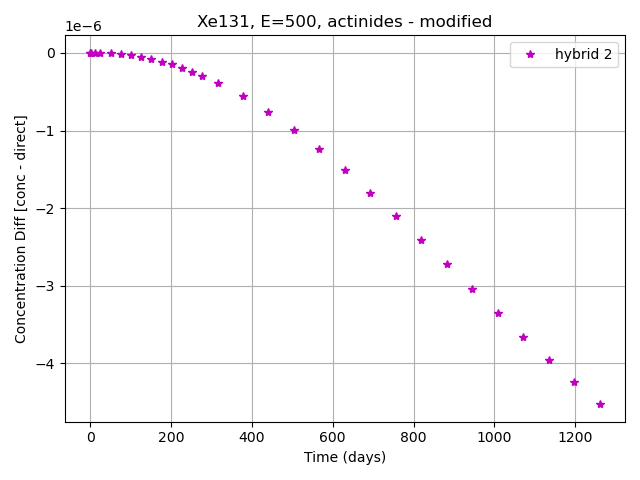 Xe131, E=500, actinides - modified
1e−6
hybrid 2
0
−1
−2
−3
−4
Concentration Diff [conc - direct]
0 200 400 600 800 1000 1200
Time (days)